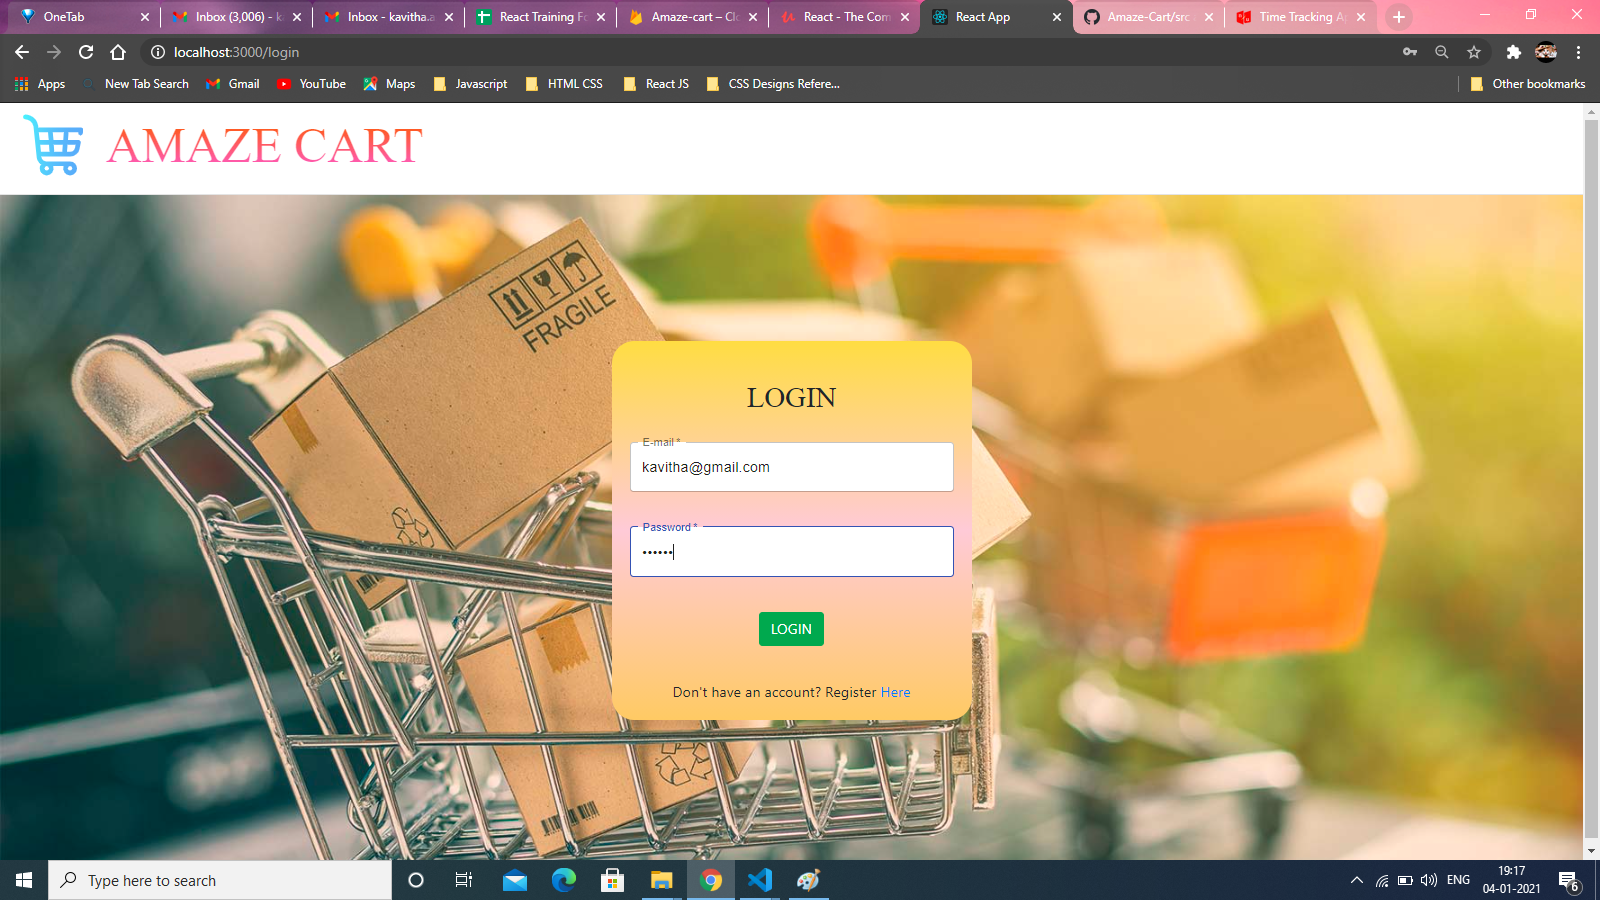 OneTab
Inbox (3,006) - k
Inbox - kavitha.a
React Training Fo
Amaze-cart – Clo
React - The Com
React App
Amaze-Cart/src
Time Tracking Ap
localhost:3000/login
Apps
New Tab Search
Gmail
YouTube
Maps
Javascript
HTML CSS
React JS
CSS Designs Refere...
Other bookmarks
AMAZE CART
FRAGILE
LOGIN
E-mail *
kavitha@gmail.com
Password *
••••••
LOGIN
Don't have an account? Register Here
Type here to search
ENG
19:17
04-01-2021
6